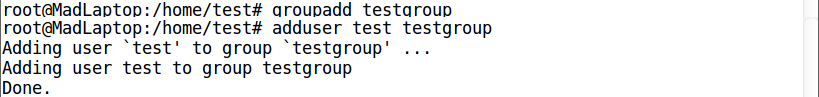 root@MadLaptop:/home/test# groupadd testgroup
root@MadLaptop:/home/test# adduser test testgroup
Adding user `test' to group `testgroup' ...
Adding user test to group testgroup
Done.